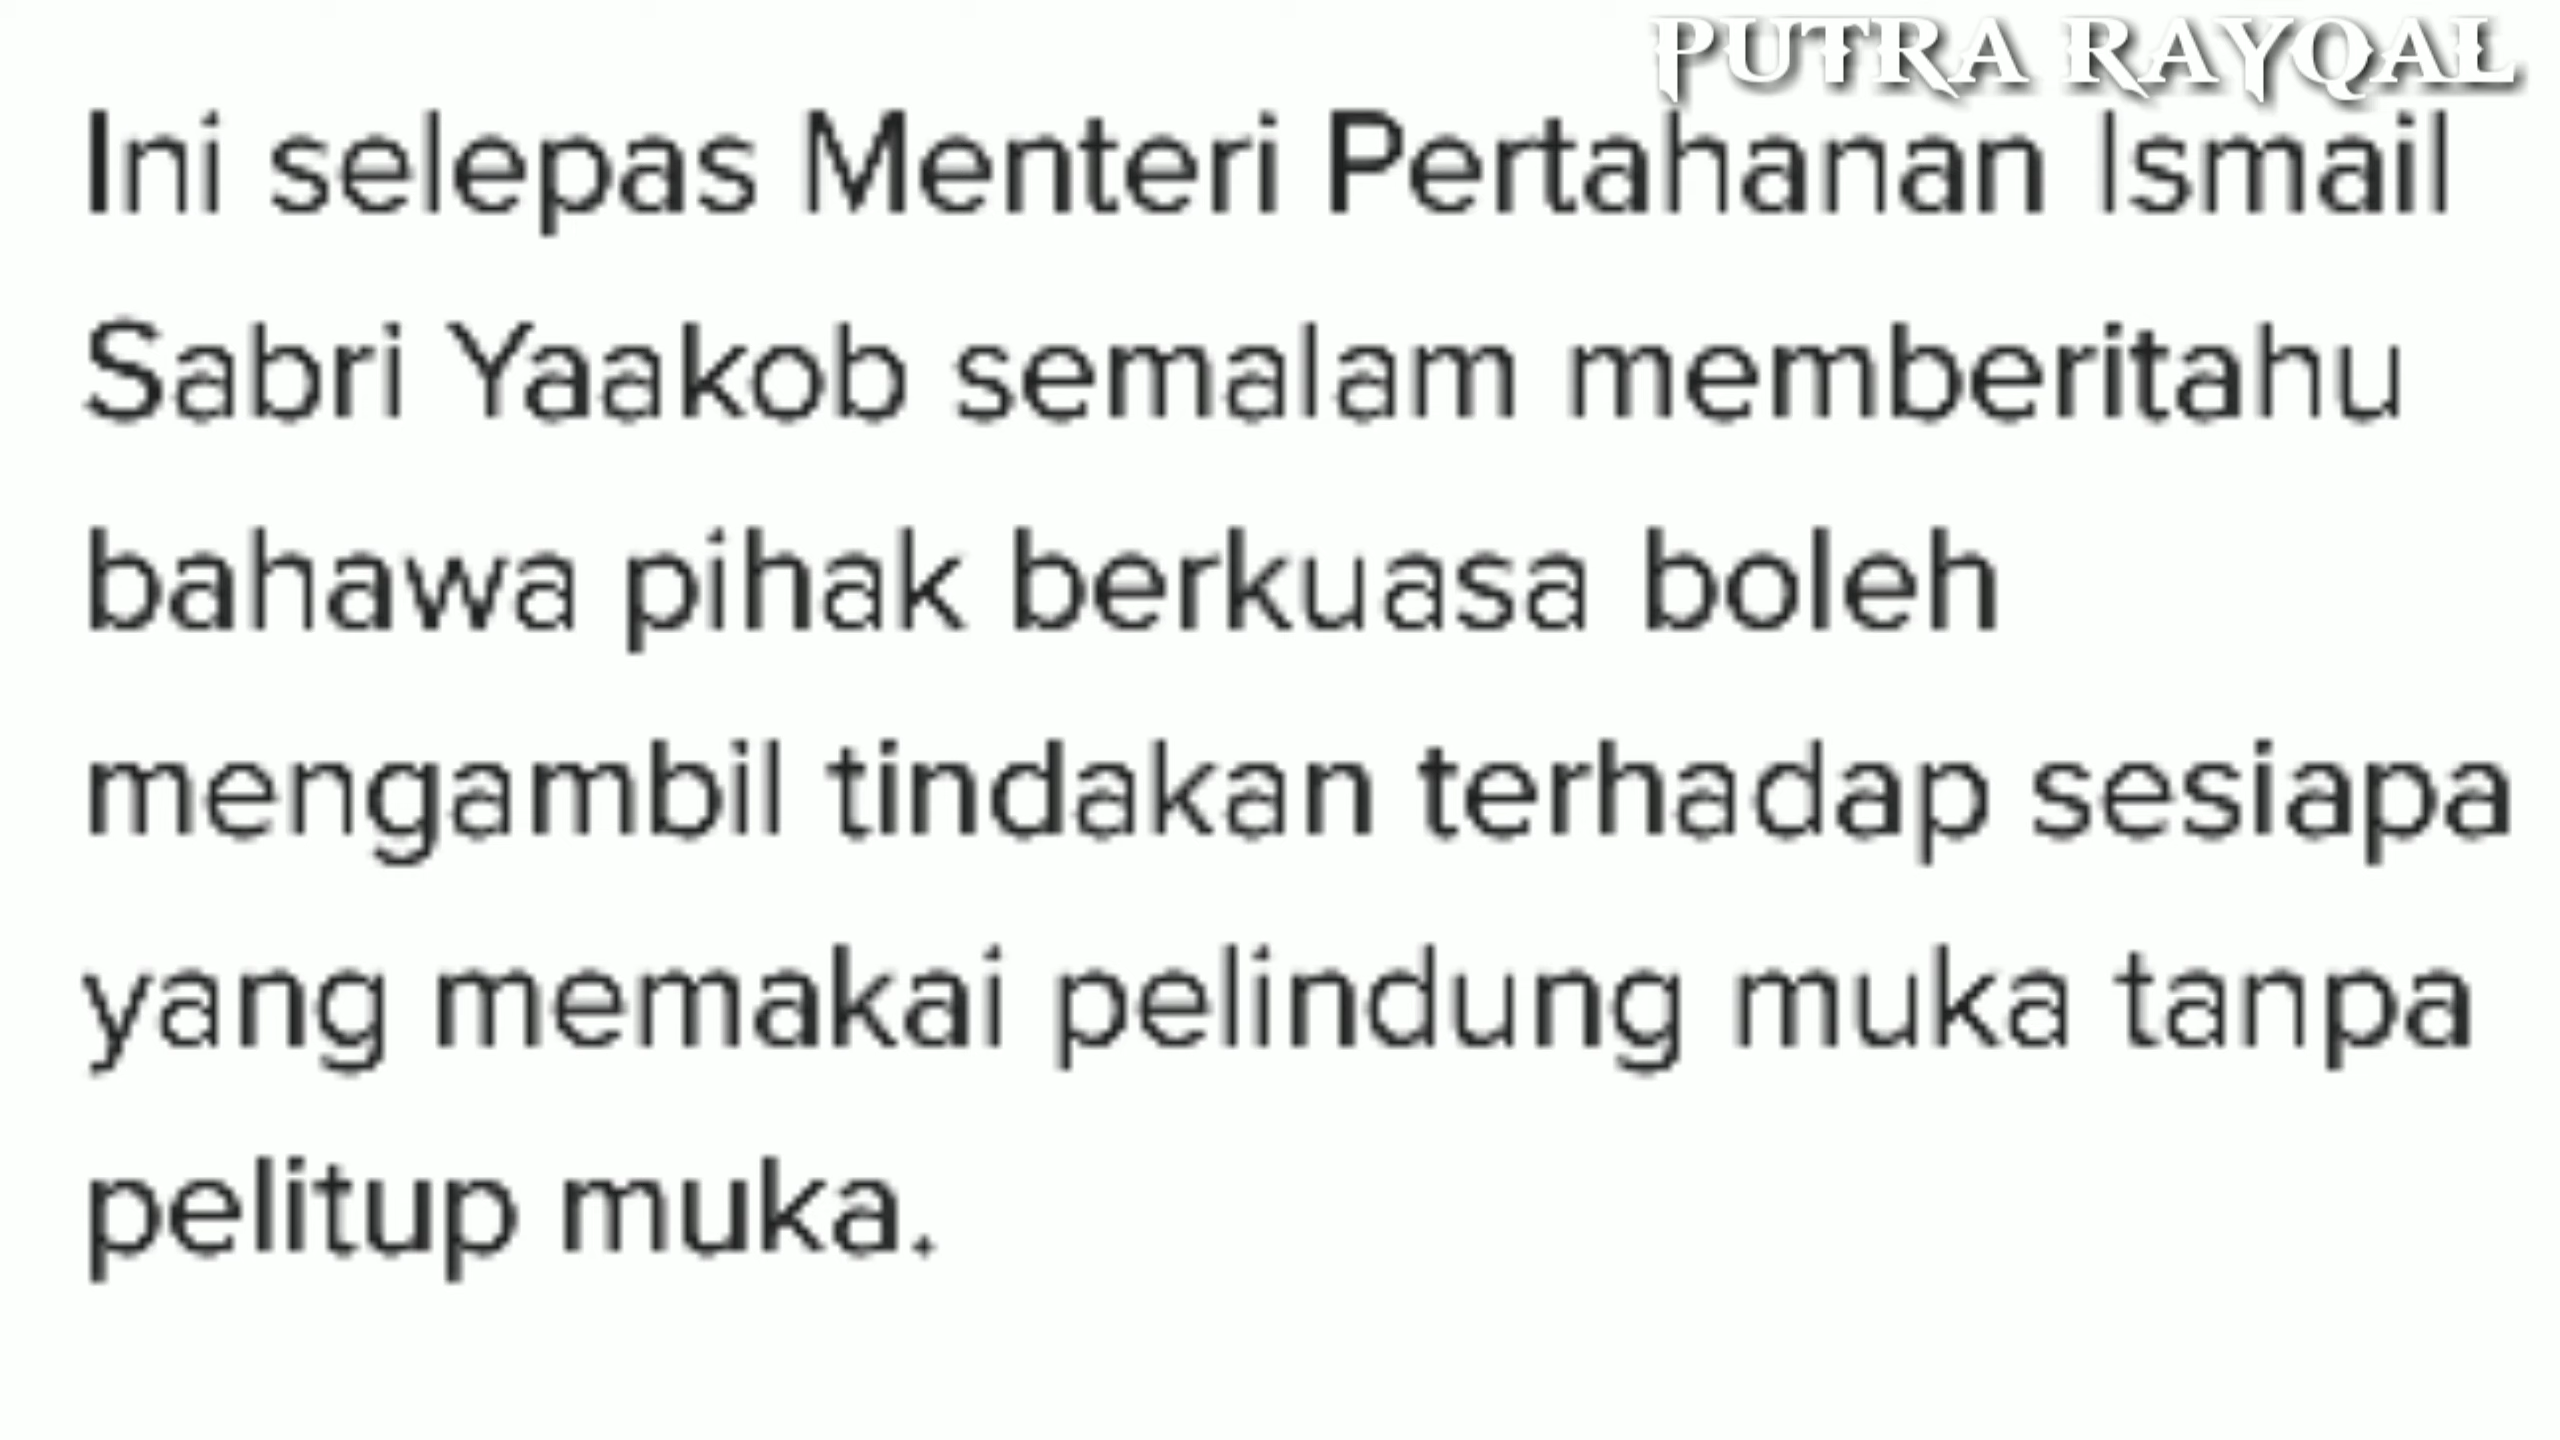 PUTRA RAYQAL
Ini selepas Menteri Pertahanan Ismail
Sabri Yaakob semalam memberitahu
bahawa pihak berkuasa boleh
mengambil tindakan terhadap sesiapa
yang memakai pelindung muka tanpa
pelitup muka.